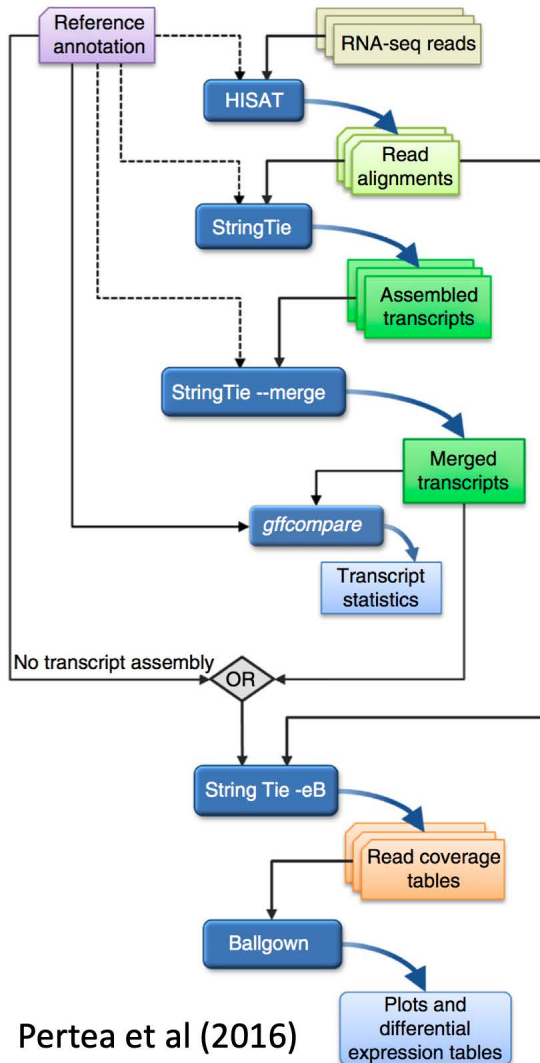 Reference
annotation
RNA-seq reads
HISAT
Read
alignments
StringTie
Assembled
transcripts
StringTie --merge
Merged
transcripts
gffcompare
Transcript
statistics
No transcript assembly
OR
String Tie -eB
Read coverage
tables
Ballgown
Plots and
differential
expression tables
Pertea et al (2016)